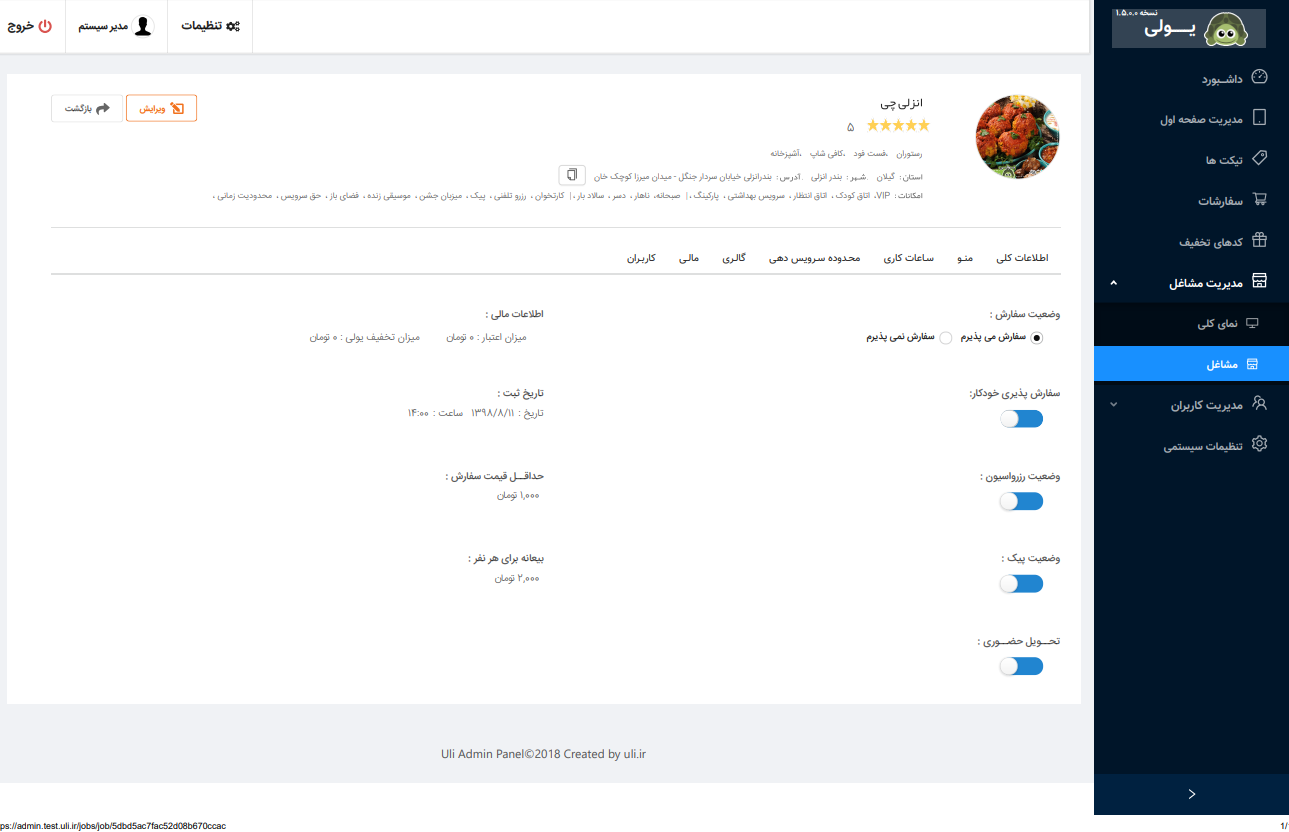 نسخه ۱.۵.۰.۰
یــولی
داشبورد
مدیریت صفحه اول
تیکت ها
سفارشات
کدهای تخفیف
مدیریت مشاغل
نمای کلی
مشاغل
مدیریت کاربران
تنظیمات سیستمی
تنظیمات
مدیر سیستم
خروج
انزلی چی
۵
ویرایش
بازگشت
رستوران ،فست فود ،کافی شاپ ،آشپزخانه
استان : گیلان .شهر : بندر انزلی .آدرس : بندرانزلی خیابان سردار جنگل - میدان میرزا کوچک خان
امکانات : VIP، اتاق کودک ، اتاق انتظار ، سرویس بهداشتی ، پارکینگ ، | صبحانه، ناهار ، دسر ، سالاد بار ، | کارتخوان ، رزرو تلفنی ، پیک ، میزبان جشن ، موسیقی زنده ، فضای باز ، حق سرویس ، محدودیت زمانی ،
اطلاعات کلی منو ساعات کاری محدوده سرویس دهی گالری مالی کاربران
وضعیت سفارش :
سفارش می پذیرم سفارش نمی پذیرم
اطلاعات مالی :
میزان اعتبار : ۰ تومان میزان تخفیف یولی : ۰ تومان
سفارش پذیری خودکار:
تاریخ ثبت :
تاریخ : ۱۳۹۸/۸/۱۱ ساعت : ۱۴:۰۰
وضعیت رزرواسیون :
حداقــل قیمت سفارش :
۱,۰۰۰ تومان
وضعیت پیک :
بیعانه برای هر نفر :
۲,۰۰۰ تومان
تحــویل حضــوری :
Uli Admin Panel©2018 Created by uli.ir
ps://admin.test.uli.ir/jobs/job/5dbd5ac7fac52d08b670ccac
1/